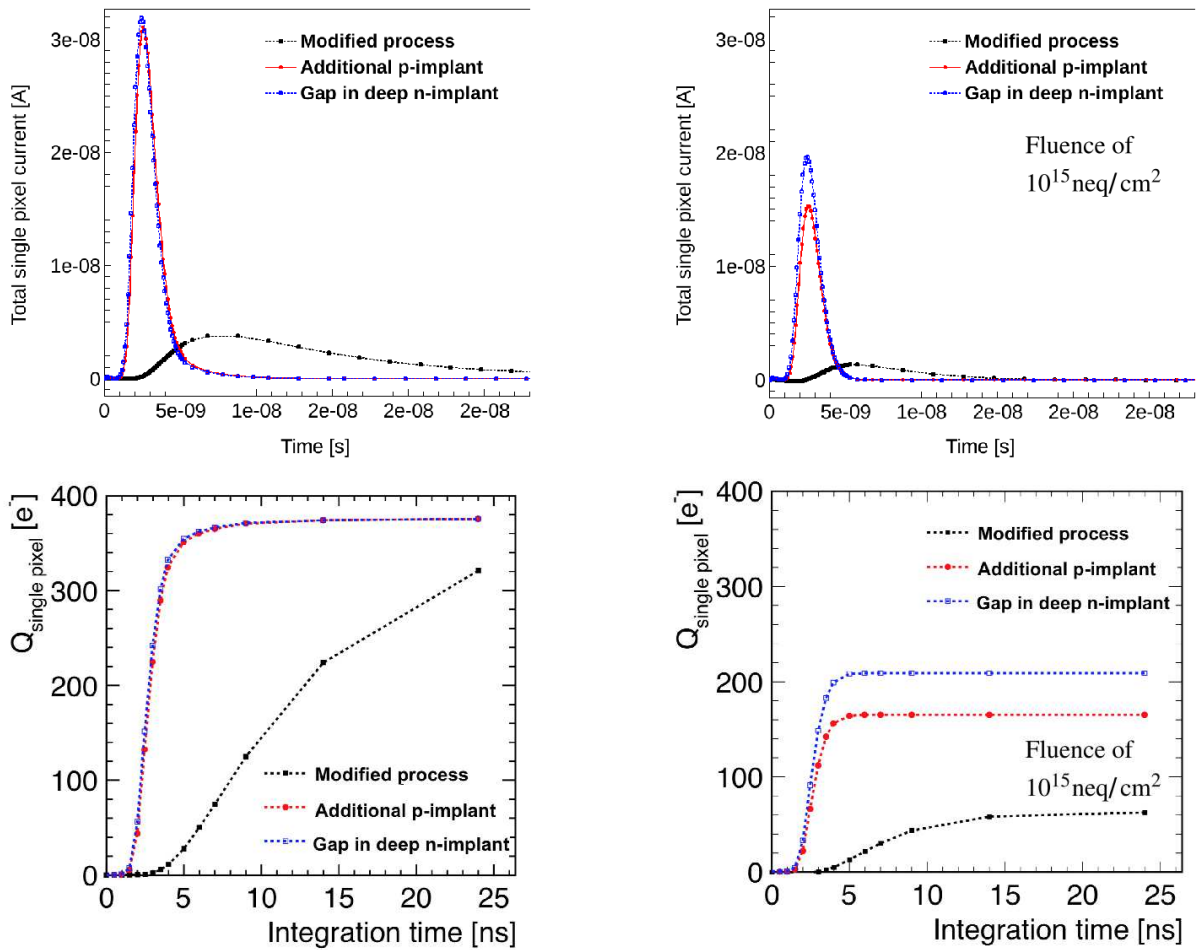 Total single pixel current [A]
3e-08
2e-08
1e-08
0
Modified process
Additional p-implant
Gap in deep n-implant
0 5e-09 1e-08 2e-08 2e-08 2e-08
Time [s]
Total single pixel current [A]
3e-08
2e-08
1e-08
0
Modified process
Additional p-implant
Gap in deep n-implant
Fluence of
10¹⁵neq/cm²
0 5e-09 1e-08 2e-08 2e-08 2e-08
Time [s]
Q single pixel [e⁻]
400
300
200
100
0
Modified process
Additional p-implant
Gap in deep n-implant
0 5 10 15 20 25
Integration time [ns]
Q single pixel [e⁻]
400
300
200
100
0
Modified process
Additional p-implant
Gap in deep n-implant
Fluence of
10¹⁵neq/cm²
0 5 10 15 20 25
Integration time [ns]